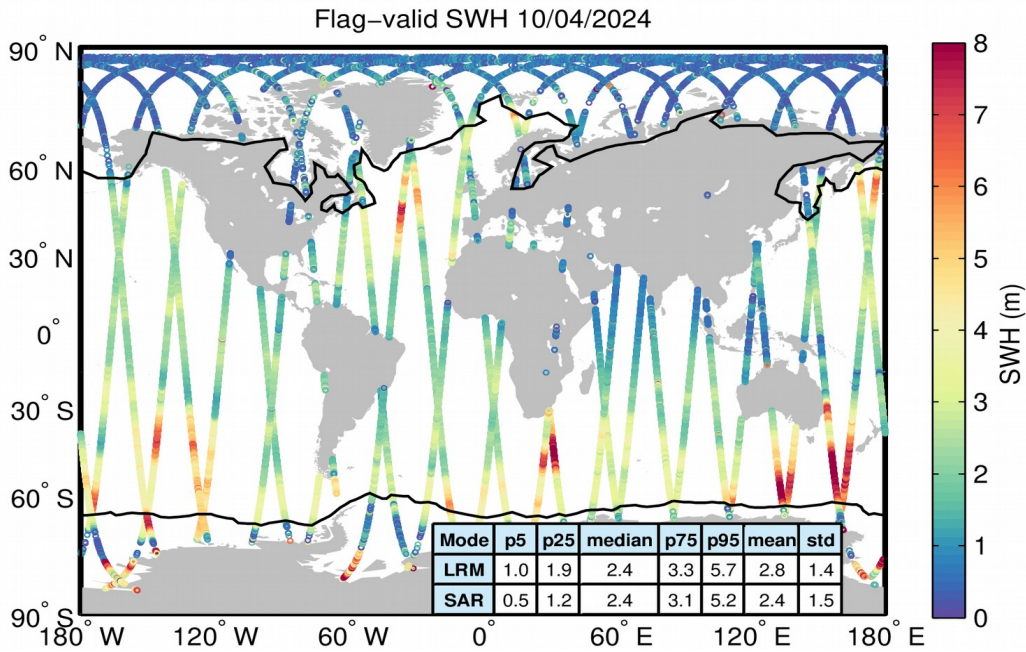 Flag−valid SWH 10/04/2024
90° N
60° N
30° N
0°
30° S
60° S
90° S
180° W
120° W
60° W
0°
60° E
120° E
180° E
8
7
6
5
4
3
2
1
0
SWH (m)
Mode p5 p25 median p75 p95 mean std
LRM 1.0 1.9 2.4 3.3 5.7 2.8 1.4
SAR 0.5 1.2 2.4 3.1 5.2 2.4 1.5